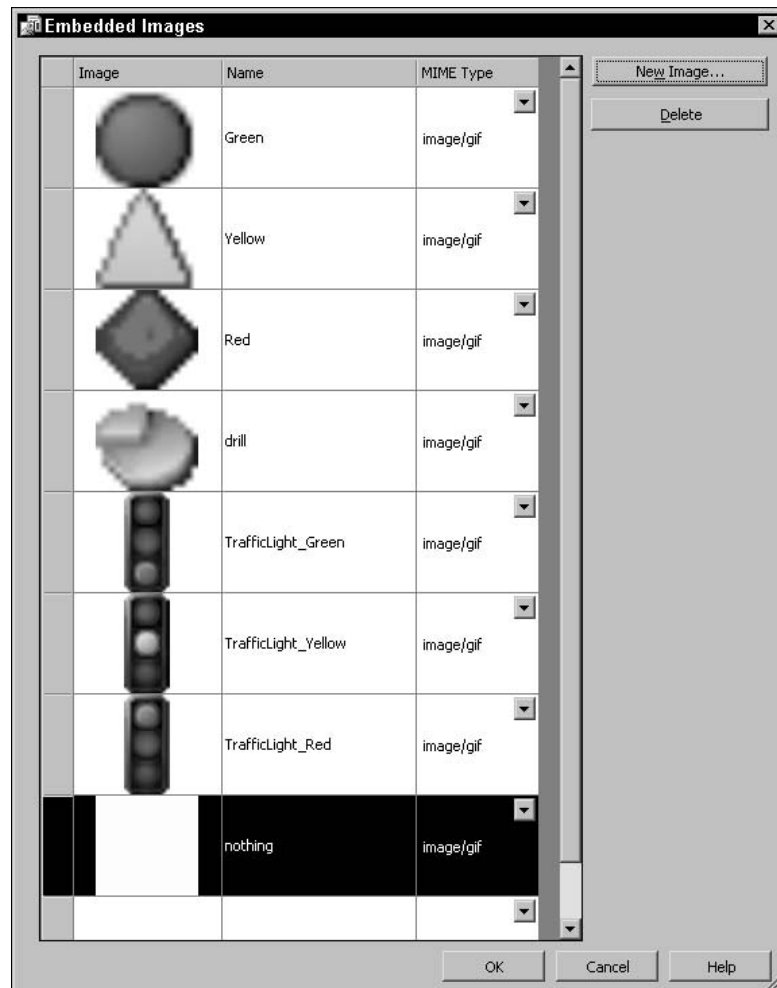 Embedded Images
Image Name MIME Type
New Image...
Delete
Green image/gif
Yellow image/gif
Red image/gif
drill image/gif
TrafficLight_Green image/gif
TrafficLight_Yellow image/gif
TrafficLight_Red image/gif
nothing image/gif
OK Cancel Help